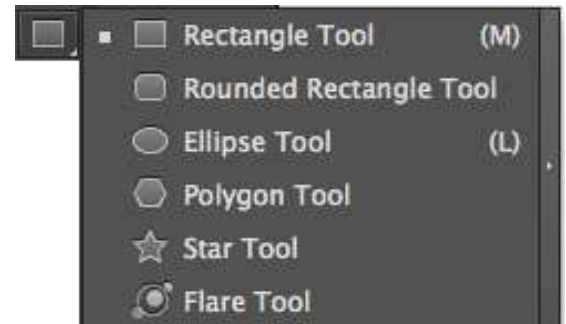 Rectangle Tool (M)
Rounded Rectangle Tool
Ellipse Tool (L)
Polygon Tool
Star Tool
Flare Tool